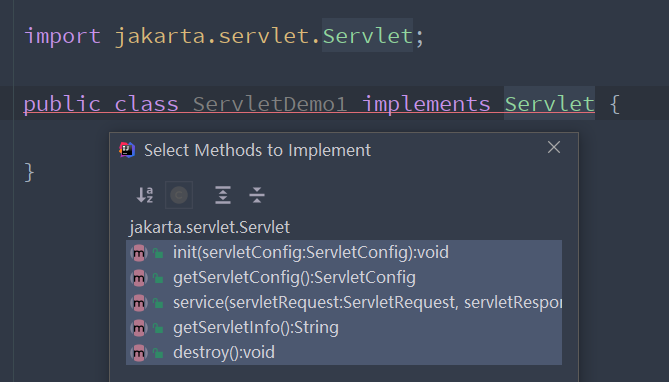 import jakarta.servlet.Servlet;
public class ServletDemo1 implements Servlet {
}
Select Methods to Implement
jakarta.servlet.Servlet
init(servletConfig:ServletConfig):void
getServletConfig():ServletConfig
service(servletRequest:ServletRequest, servletRespon
getServletInfo():String
destroy():void